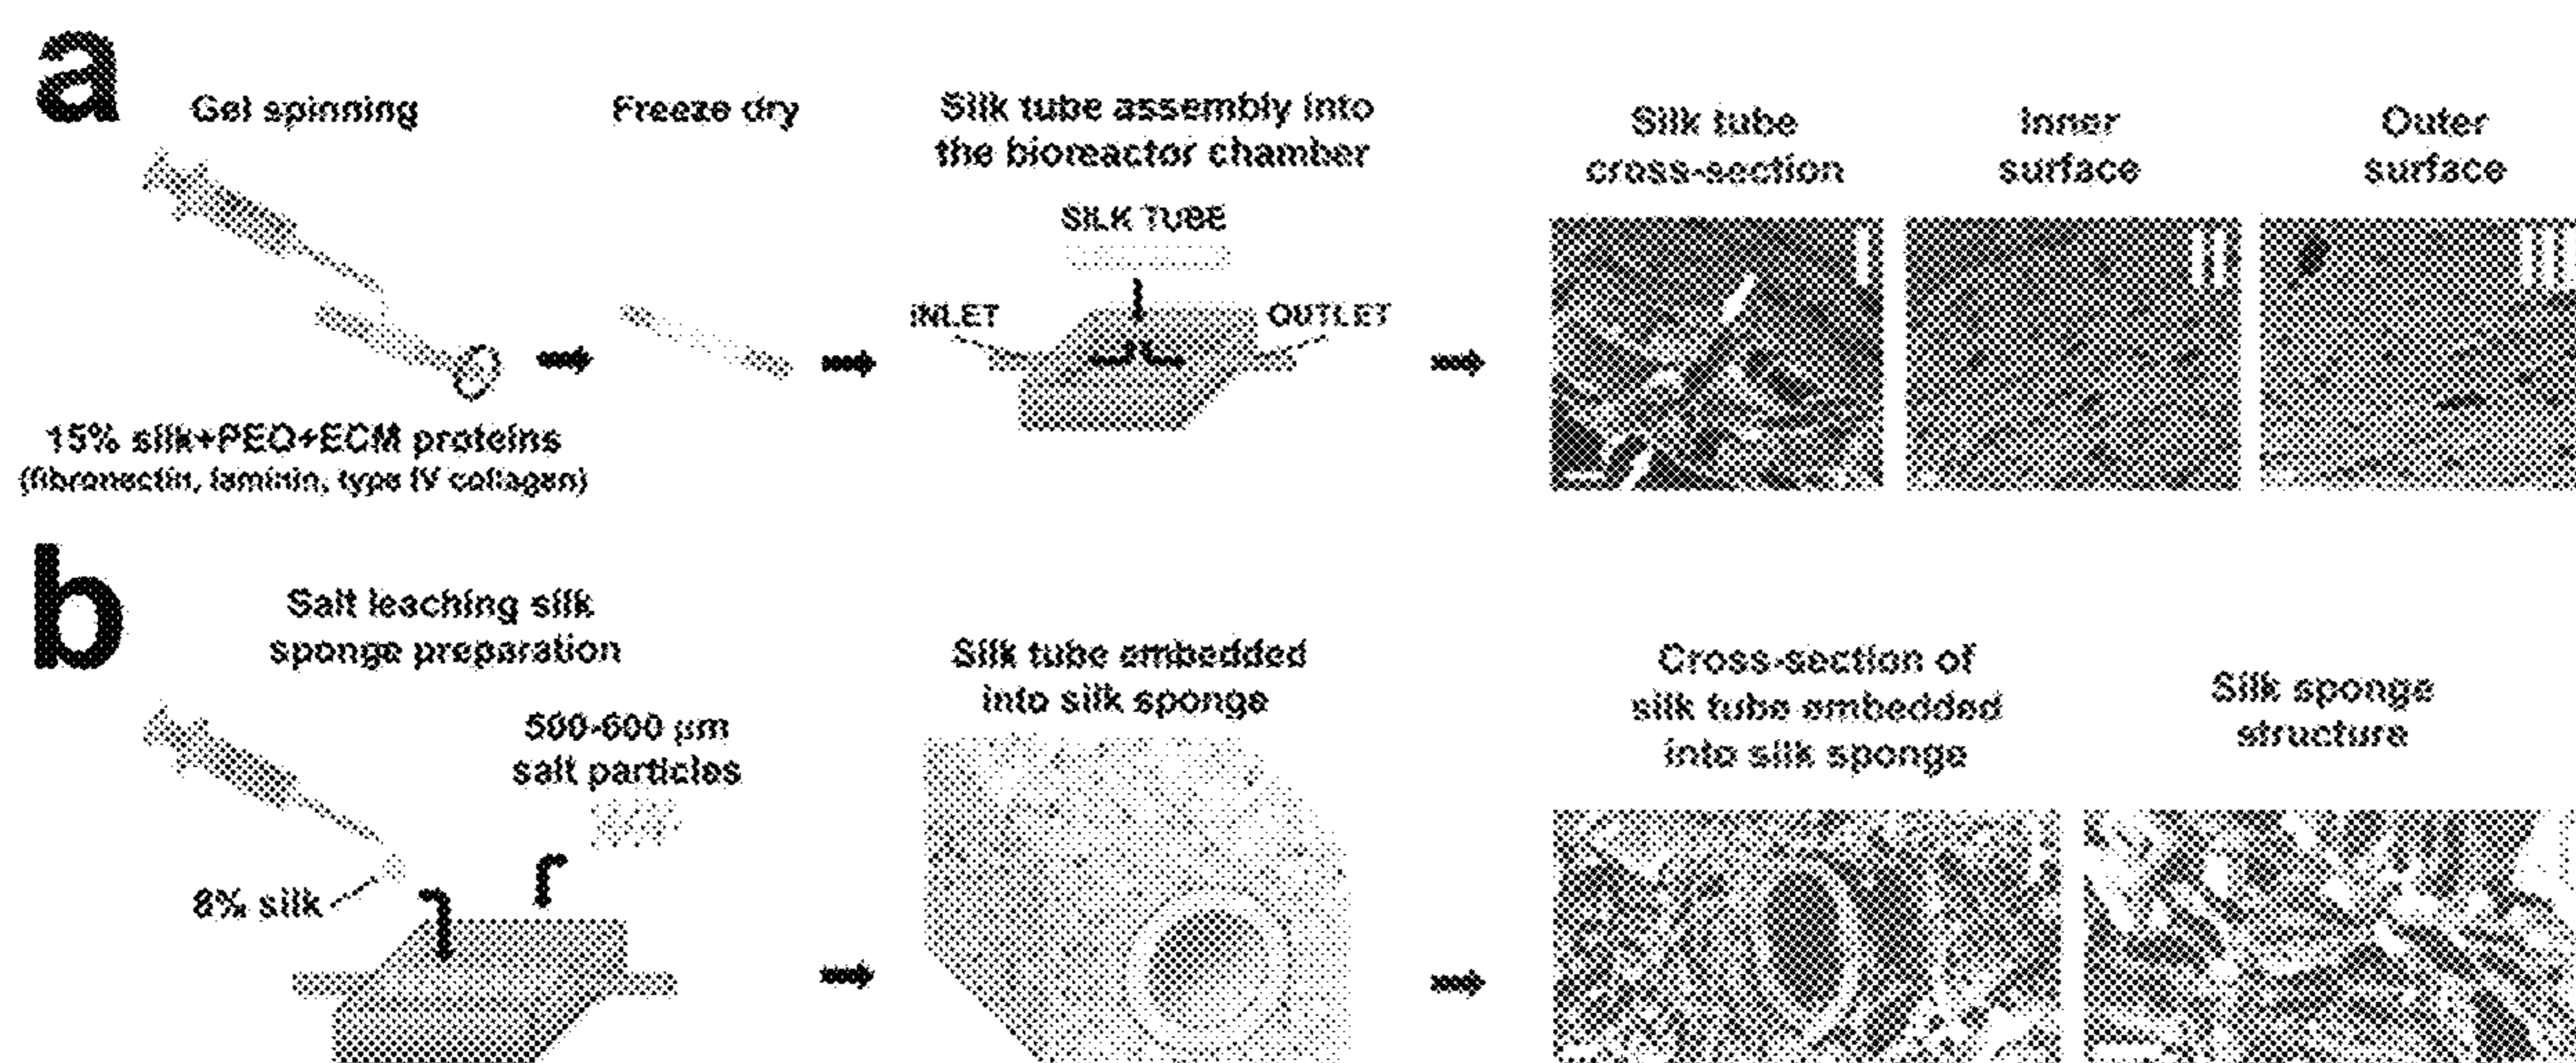 a
Gel spinning
Freeze dry
Silk tube assembly into
the bioreactor chamber
Silk tube
cross-section
Inner
surface
Outer
surface
SILK TUBE
INLET
OUTLET
I
II
III
15% silk+PEO+ECM proteins
(fibronectin, laminin, type IV collagen)
b
Salt leaching silk
sponge preparation
Silk tube embedded
into silk sponge
Cross-section of
silk tube embedded
into silk sponge
Silk sponge
structure
500-600 μm
salt particles
8% silk